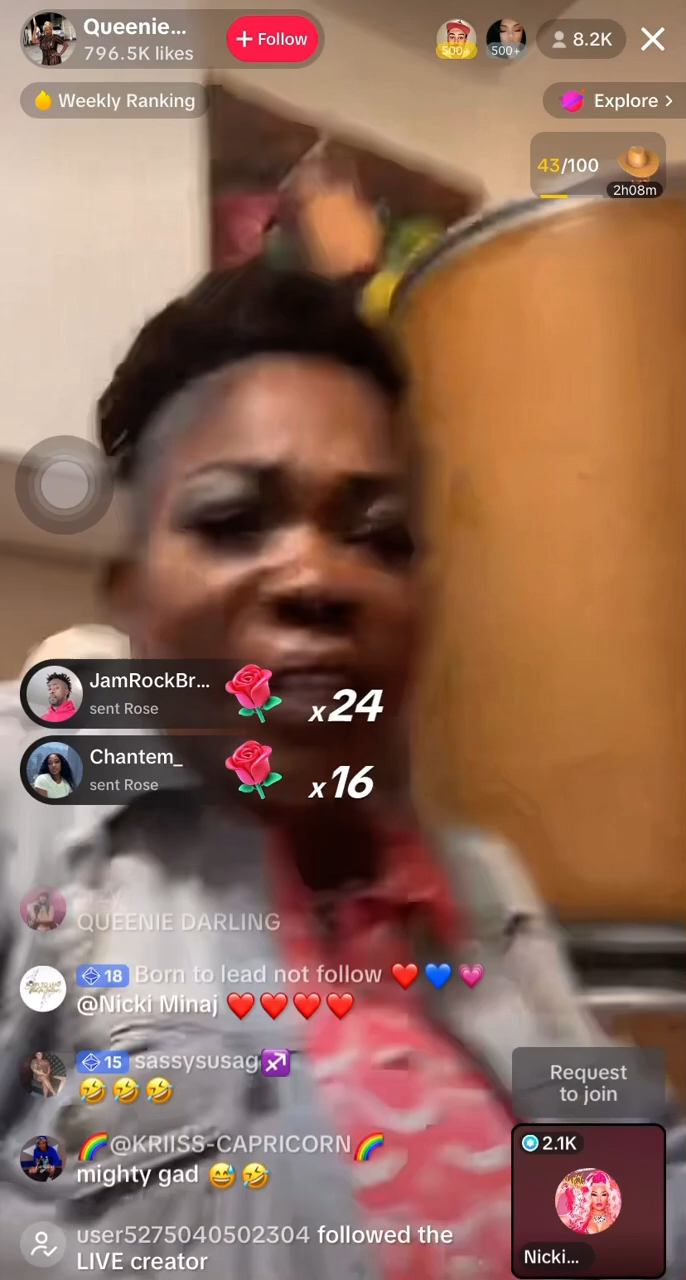 Queenie...
796.5K likes
+ Follow
500+
500+
8.2K
Weekly Ranking
Explore >
43/100
2h08m
JamRockBr...
sent Rose
x24
Chantem_
sent Rose
x16
QUEENIE DARLING
18 Born to lead not follow ❤️💙💗
@Nicki Minaj ❤️❤️❤️❤️
15 sassysusag♐
🤣🤣🤣
🌈@KRIISS-CAPRICORN🌈
mighty gad 😅🤣
user5275040502304 followed the
LIVE creator
Request
to join
2.1K
Nicki...